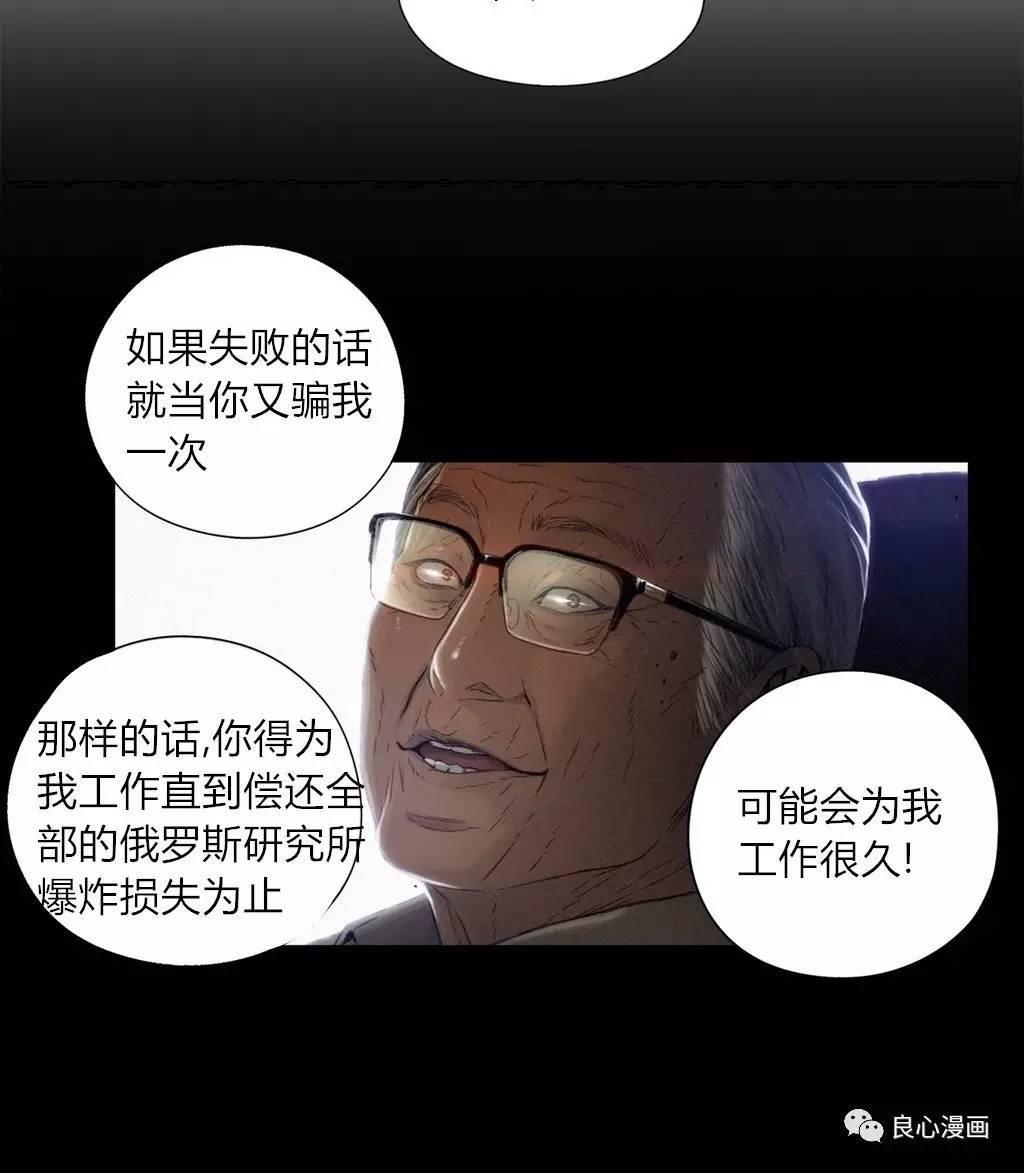 如果失败的话
就当你又骗我
一次
那样的话,你得为
我工作直到偿还全
部的俄罗斯研究所
爆炸损失为止
可能会为我
工作很久!
良心漫画